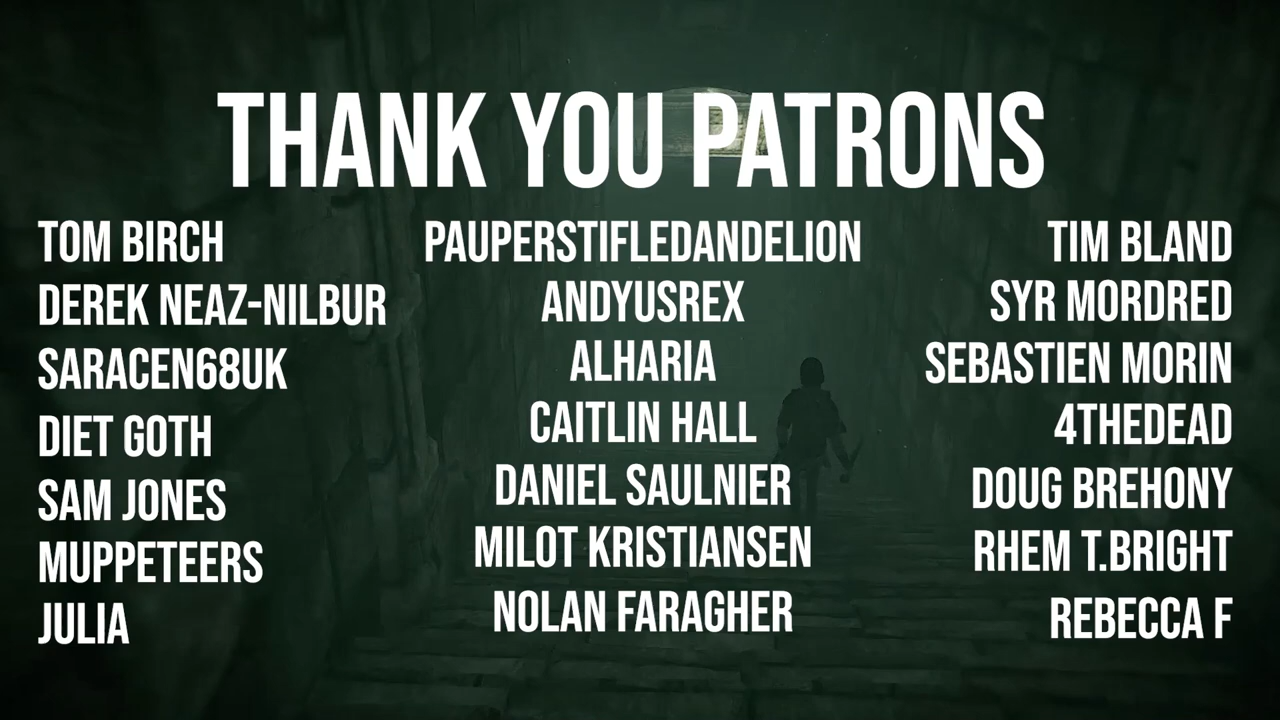 THANK YOU PATRONS
TOM BIRCH
DEREK NEAZ-NILBUR
SARACEN68UK
DIET GOTH
SAM JONES
MUPPETEERS
JULIA
PAUPERSTIFLEDANDELION
ANDYUSREX
ALHARIA
CAITLIN HALL
DANIEL SAULNIER
MILOT KRISTIANSEN
NOLAN FARAGHER
TIM BLAND
SYR MORDRED
SEBASTIEN MORIN
4THEDEAD
DOUG BREHONY
RHEM T.BRIGHT
REBECCA F